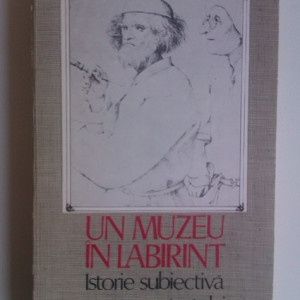 UN MUZEU
ÎN LABIRINT
Istorie subiectivă